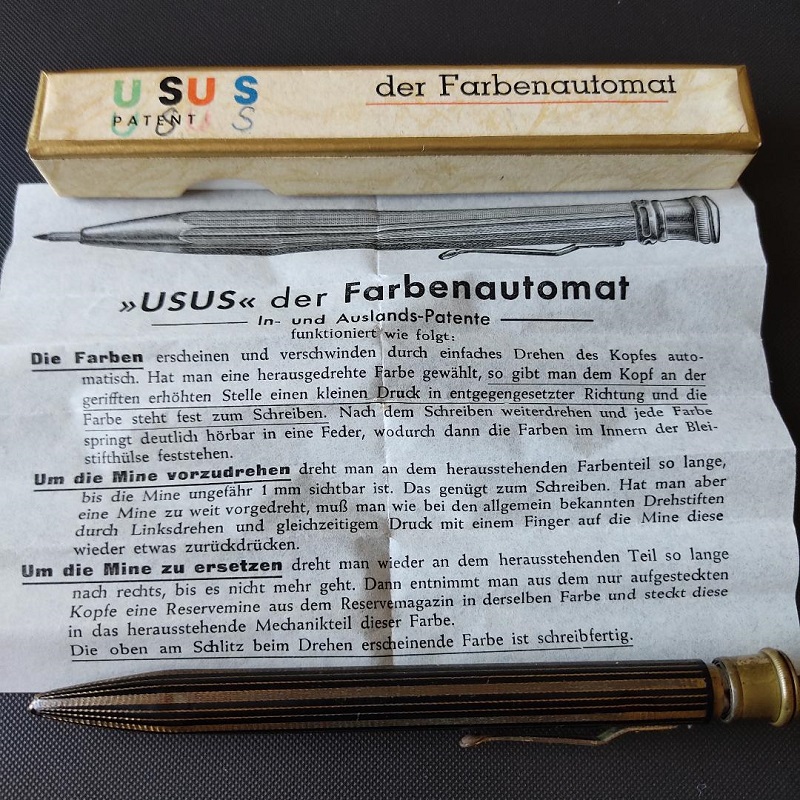 USUS
PATENT
der Farbenautomat
»USUS« der Farbenautomat
In- und Auslands-Patente
funktioniert wie folgt:
Die Farben erscheinen und verschwinden durch einfaches Drehen des Kopfes auto-
matisch. Hat man eine herausgedrehte Farbe gewählt, so gibt man dem Kopf an der
gerifften erhöhten Stelle einen kleinen Druck in entgegengesetzter Richtung und die
Farbe steht fest zum Schreiben. Nach dem Schreiben weiterdrehen und jede Farbe
springt deutlich hörbar in eine Feder, wodurch dann die Farben im Innern der Blei-
stifthülse feststehen.
Um die Mine vorzudrehen dreht man an dem herausstehenden Farbenteil so lange,
bis die Mine ungefähr 1 mm sichtbar ist. Das genügt zum Schreiben. Hat man aber
eine Mine zu weit vorgedreht, muß man wie bei den allgemein bekannten Drehstiften
durch Linksdrehen und gleichzeitigem Druck mit einem Finger auf die Mine diese
wieder etwas zurückdrücken.
Um die Mine zu ersetzen dreht man wieder an dem herausstehenden Teil so lange
nach rechts, bis es nicht mehr geht. Dann entnimmt man aus dem nur aufgesteckten
Kopfe eine Reservemine aus dem Reservemagazin in derselben Farbe und steckt diese
in das herausstehende Mechanikteil dieser Farbe.
Die oben am Schlitz beim Drehen erscheinende Farbe ist schreibfertig.